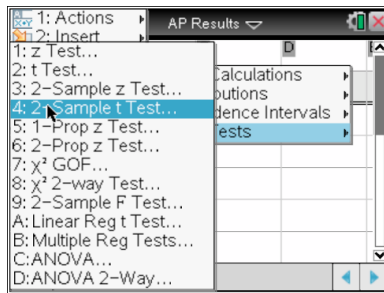 1: Actions
AP Results
2: Insert
D
1: z Test...
2: t Test...
3: 2-Sample z Test...
4: 2-Sample t Test...
5: 1-Prop z Test...
6: 2-Prop z Test...
7: χ² GOF...
8: χ² 2-way Test...
9: 2-Sample F Test...
A: Linear Reg t Test...
B: Multiple Reg Tests...
C: ANOVA...
D: ANOVA 2-Way...
Calculations
butions
dence Intervals
ests